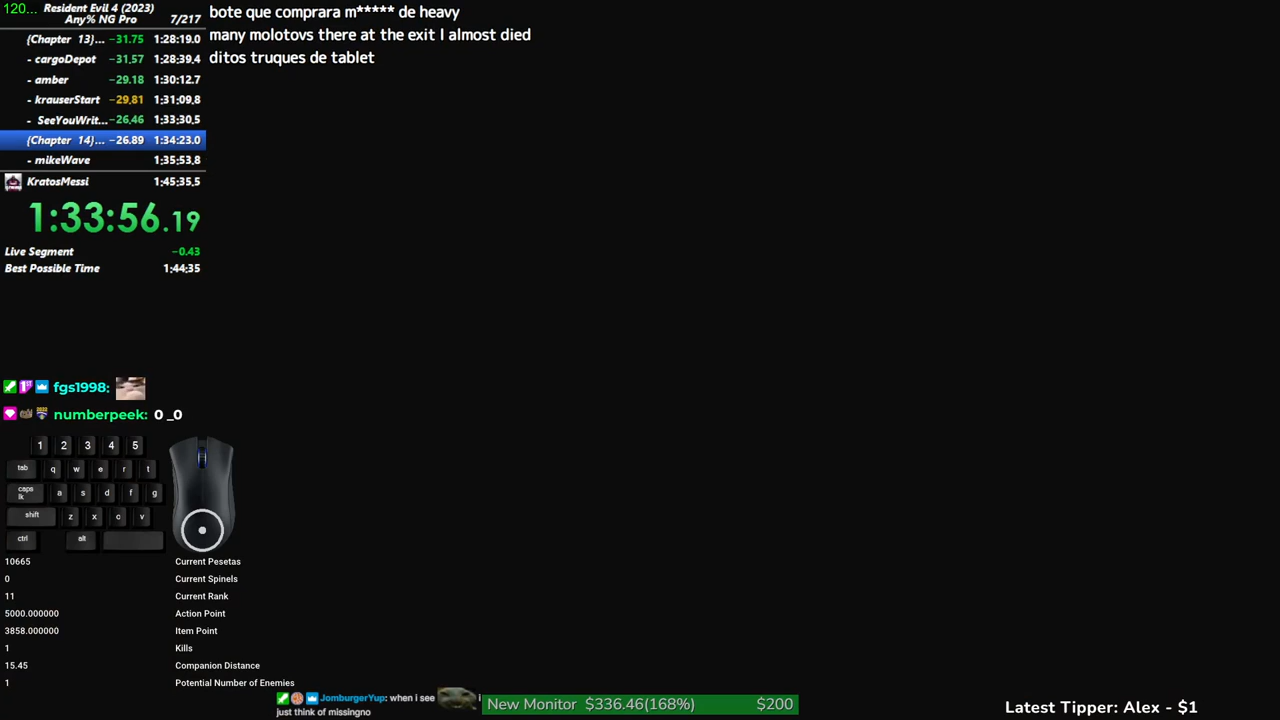 120...
Resident Evil 4 (2023)
Any% NG Pro 7/217
{Chapter 13}... -31.75 1:28:19.0
- cargoDepot -31.57 1:28:39.4
- amber -29.18 1:30:12.7
- krauserStart -29.81 1:31:09.8
- SeeYouWrit... -26.46 1:33:30.5
{Chapter 14}... -26.89 1:34:23.0
- mikeWave 1:35:53.8
KratosMessi 1:45:35.5
1:33:56.19
Live Segment -0.43
Best Possible Time 1:44:35
bote que comprara m***** de heavy
many molotovs there at the exit I almost died
ditos truques de tablet
fgs1998:
numberpeek: 0 _0
1 2 3 4 5
tab q w e r t
caps lk a s d f g
shift z x c v
ctrl alt
10665 Current Pesetas
0 Current Spinels
11 Current Rank
5000.000000 Action Point
3858.000000 Item Point
1 Kills
15.45 Companion Distance
1 Potential Number of Enemies
JomburgerYup: when i see i
just think of missingno
New Monitor $336.46(168%) $200
Latest Tipper: Alex - $1